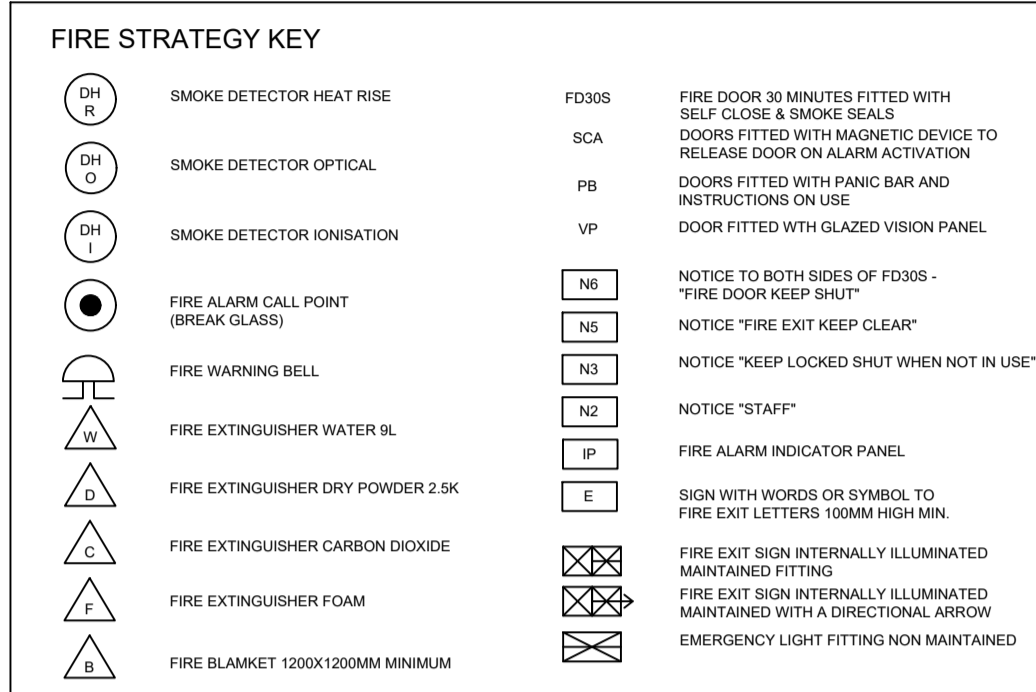 FIRE STRATEGY KEY
DH
R
SMOKE DETECTOR HEAT RISE
DH
O
SMOKE DETECTOR OPTICAL
DH
I
SMOKE DETECTOR IONISATION
FIRE ALARM CALL POINT
(BREAK GLASS)
FIRE WARNING BELL
W
FIRE EXTINGUISHER WATER 9L
D
FIRE EXTINGUISHER DRY POWDER 2.5K
C
FIRE EXTINGUISHER CARBON DIOXIDE
F
FIRE EXTINGUISHER FOAM
B
FIRE BLAMKET 1200X1200MM MINIMUM
FD30S
FIRE DOOR 30 MINUTES FITTED WITH
SELF CLOSE & SMOKE SEALS
SCA
DOORS FITTED WITH MAGNETIC DEVICE TO
RELEASE DOOR ON ALARM ACTIVATION
PB
DOORS FITTED WITH PANIC BAR AND
INSTRUCTIONS ON USE
VP
DOOR FITTED WTH GLAZED VISION PANEL
N6
NOTICE TO BOTH SIDES OF FD30S -
"FIRE DOOR KEEP SHUT"
N5
NOTICE "FIRE EXIT KEEP CLEAR"
N3
NOTICE "KEEP LOCKED SHUT WHEN NOT IN USE"
N2
NOTICE "STAFF"
IP
FIRE ALARM INDICATOR PANEL
E
SIGN WITH WORDS OR SYMBOL TO
FIRE EXIT LETTERS 100MM HIGH MIN.
FIRE EXIT SIGN INTERNALLY ILLUMINATED
MAINTAINED FITTING
FIRE EXIT SIGN INTERNALLY ILLUMINATED
MAINTAINED WITH A DIRECTIONAL ARROW
EMERGENCY LIGHT FITTING NON MAINTAINED